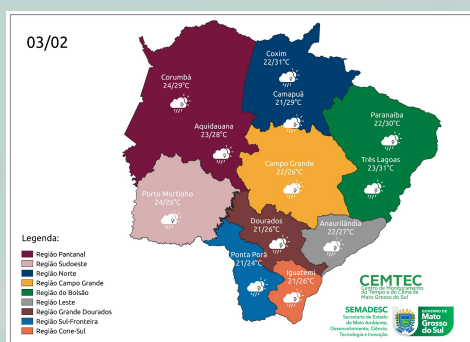 03/02
Coxim
22/31°C
Corumbá
24/29°C
Camapuã
21/29°C
Paranaíba
22/30°C
Aquidauana
23/28°C
Três Lagoas
23/31°C
Campo Grande
22/26°C
Porto Murtinho
24/26°C
Dourados
21/26°C
Anaurilândia
22/27°C
Ponta Porã
21/24°C
Iguatemi
21/26°C
Legenda:
Região Pantanal
Região Sudoeste
Região Norte
Região Campo Grande
Região do Bolsão
Região Leste
Região Grande Dourados
Região Sul-Fronteira
Região Cone-Sul
CEMTEC
Centro de Monitoramento
do Tempo e do Clima de
Mato Grosso do Sul
SEMADESC
Secretaria de Estado
de Meio Ambiente,
Desenvolvimento, Ciência,
Tecnologia e Inovação
GOVERNO DE
Mato
Grosso
do Sul